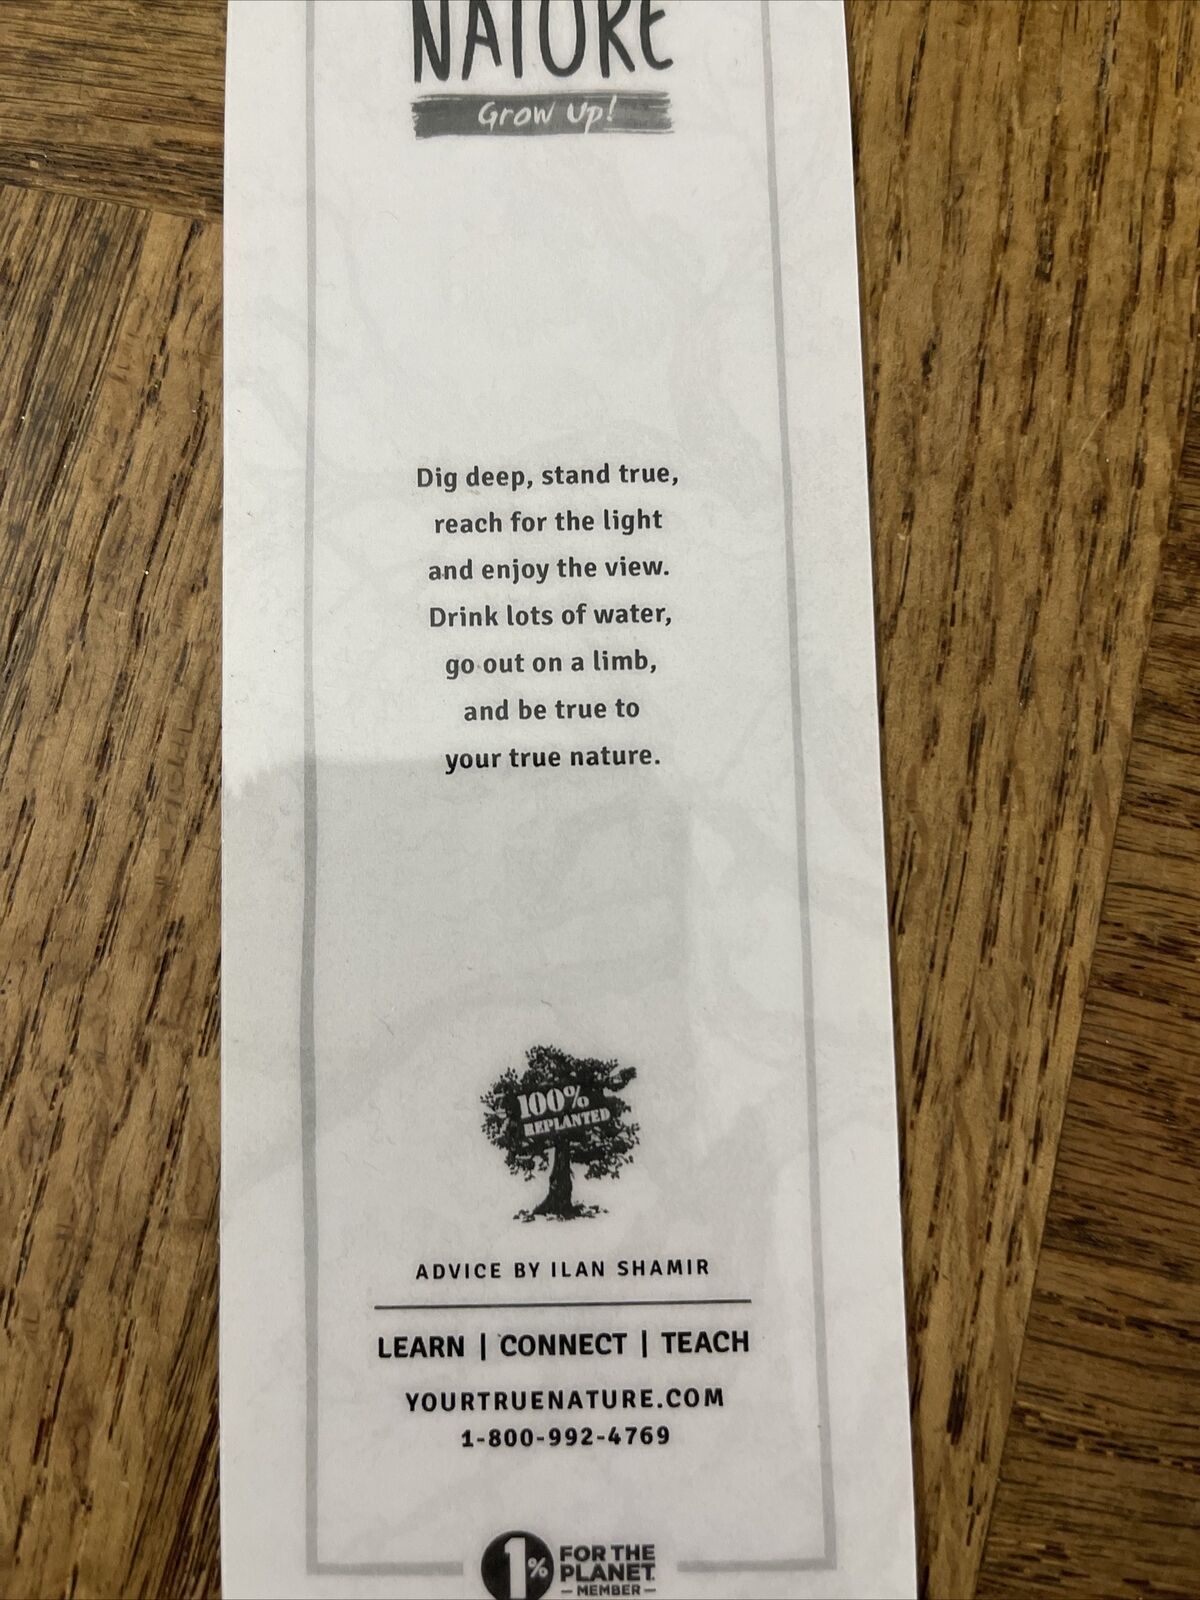 NATURE
Grow Up!
Dig deep, stand true,
reach for the light
and enjoy the view.
Drink lots of water,
go out on a limb,
and be true to
your true nature.
100%
REPLANTED
ADVICE BY ILAN SHAMIR
LEARN | CONNECT | TEACH
YOURTRUENATURE.COM
1-800-992-4769
1%
FOR THE
PLANET
MEMBER